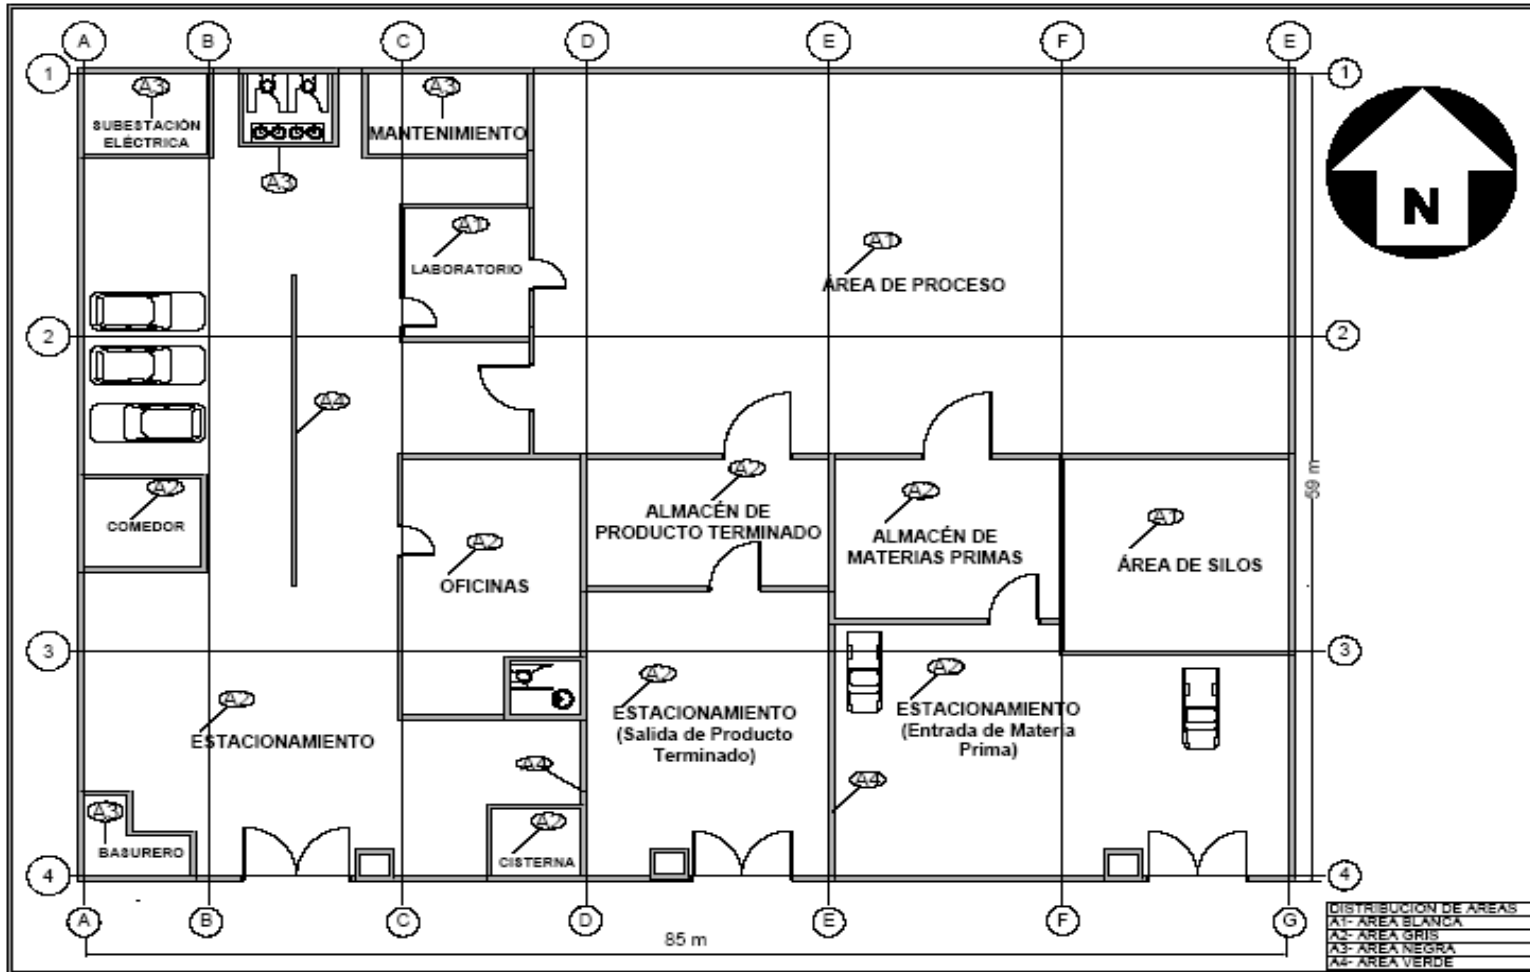 A B C D E F E
1 1
A3
SUBESTACIÓN
ELÉCTRICA
A3
A3
MANTENIMIENTO
N
A1
LABORATORIO
A1
ÁREA DE PROCESO
2 2
A4
A2
COMEDOR
A2
OFICINAS
A2
ALMACÉN DE
PRODUCTO TERMINADO
A2
ALMACÉN DE
MATERIAS PRIMAS
A1
ÁREA DE SILOS
59 m
3 3
A2
ESTACIONAMIENTO
A2
ESTACIONAMIENTO
(Salida de Producto
Terminado)
A2
ESTACIONAMIENTO
(Entrada de Materia
Prima)
A4
A4
A3
BASURERO
A2
CISTERNA
4 4
A B C D E F G
85 m
DISTRIBUCION DE AREAS
A1- AREA BLANCA
A2- AREA GRIS
A3- AREA NEGRA
A4- AREA VERDE